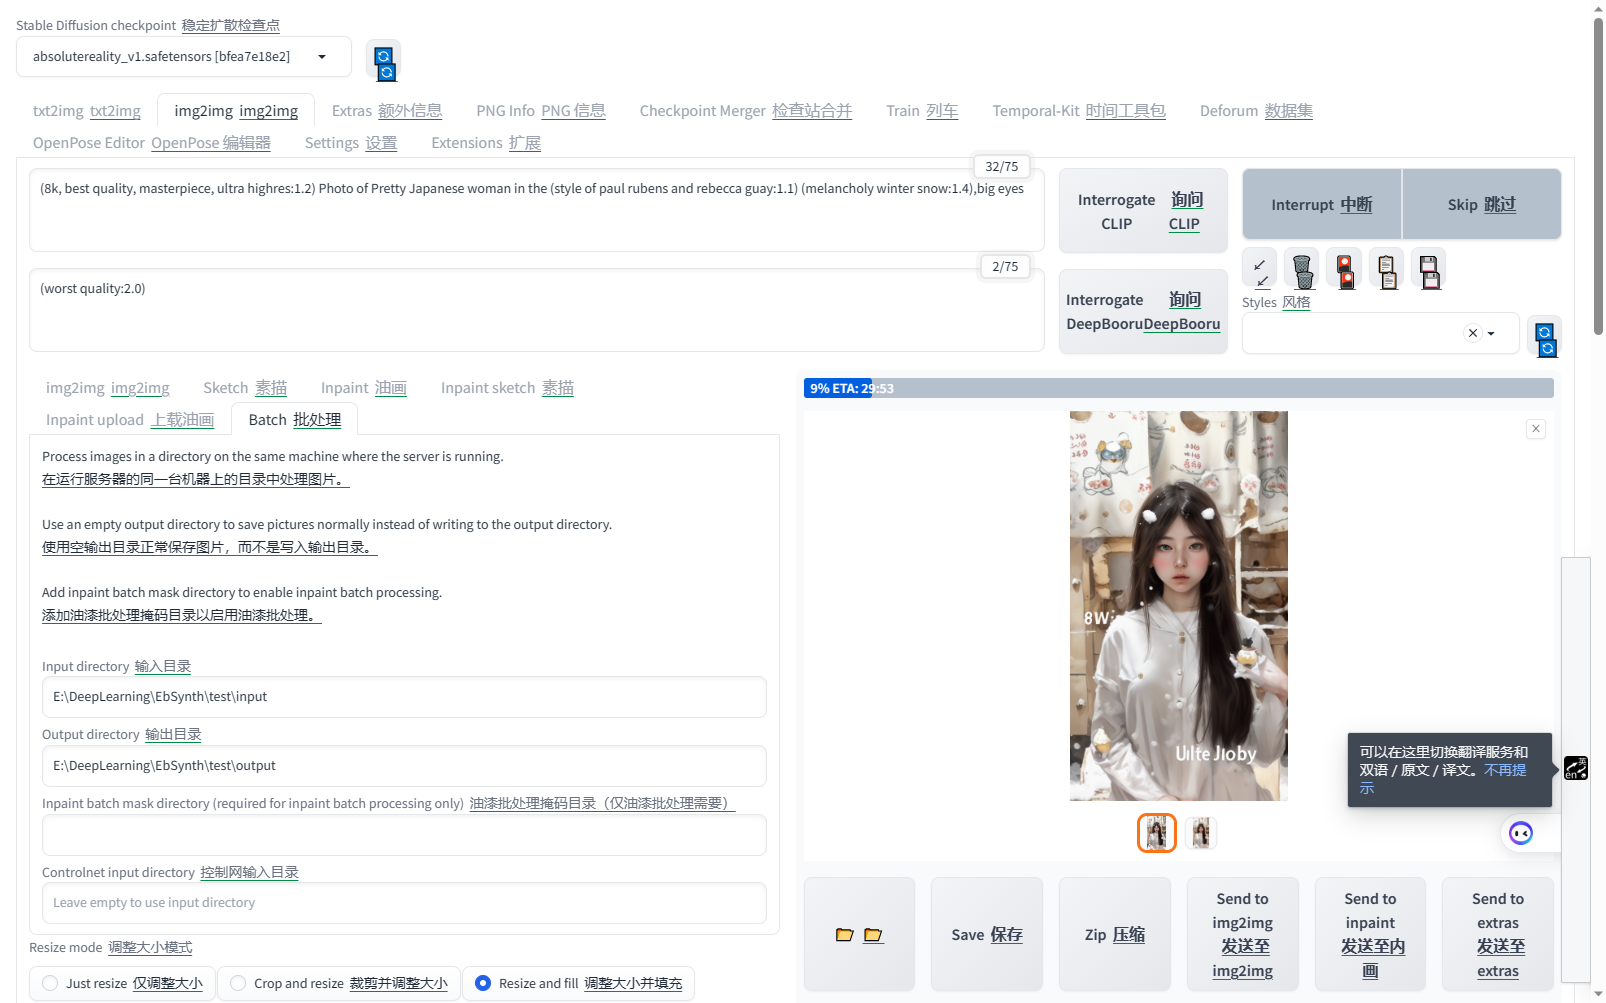 Stable Diffusion checkpoint 稳定扩散检查点
absolutereality_v1.safetensors [bfea7e18e2]
txt2img txt2img img2img img2img Extras 额外信息 PNG Info PNG 信息 Checkpoint Merger 检查站合并 Train 列车 Temporal-Kit 时间工具包 Deforum 数据集
OpenPose Editor OpenPose 编辑器 Settings 设置 Extensions 扩展
32/75
(8k, best quality, masterpiece, ultra highres:1.2) Photo of Pretty Japanese woman in the (style of paul rubens and rebecca guay:1.1) (melancholy winter snow:1.4),big eyes
Interrogate CLIP 询问 CLIP
Interrupt 中断
Skip 跳过
2/75
(worst quality:2.0)
Interrogate DeepBooru 询问 DeepBooru
Styles 风格
img2img img2img Sketch 素描 Inpaint 油画 Inpaint sketch 素描
Inpaint upload 上载油画 Batch 批处理
Process images in a directory on the same machine where the server is running.
在运行服务器的同一台机器上的目录中处理图片。
Use an empty output directory to save pictures normally instead of writing to the output directory.
使用空输出目录正常保存图片，而不是写入输出目录。
Add inpaint batch mask directory to enable inpaint batch processing.
添加油漆批处理掩码目录以启用油漆批处理。
Input directory 输入目录
E:\DeepLearning\EbSynth\test\input
Output directory 输出目录
E:\DeepLearning\EbSynth\test\output
Inpaint batch mask directory (required for inpaint batch processing only) 油漆批处理掩码目录（仅油漆批处理需要）
Controlnet input directory 控制网输入目录
Leave empty to use input directory
Resize mode 调整大小模式
Just resize 仅调整大小
Crop and resize 裁剪并调整大小
Resize and fill 调整大小并填充
9% ETA: 29:53
8W
Uilte Jioby
可以在这里切换翻译服务和
双语 / 原文 / 译文。不再提
示
英
en
Save 保存
Zip 压缩
Send to img2img 发送至 img2img
Send to inpaint 发送至内画
Send to extras 发送至 extras